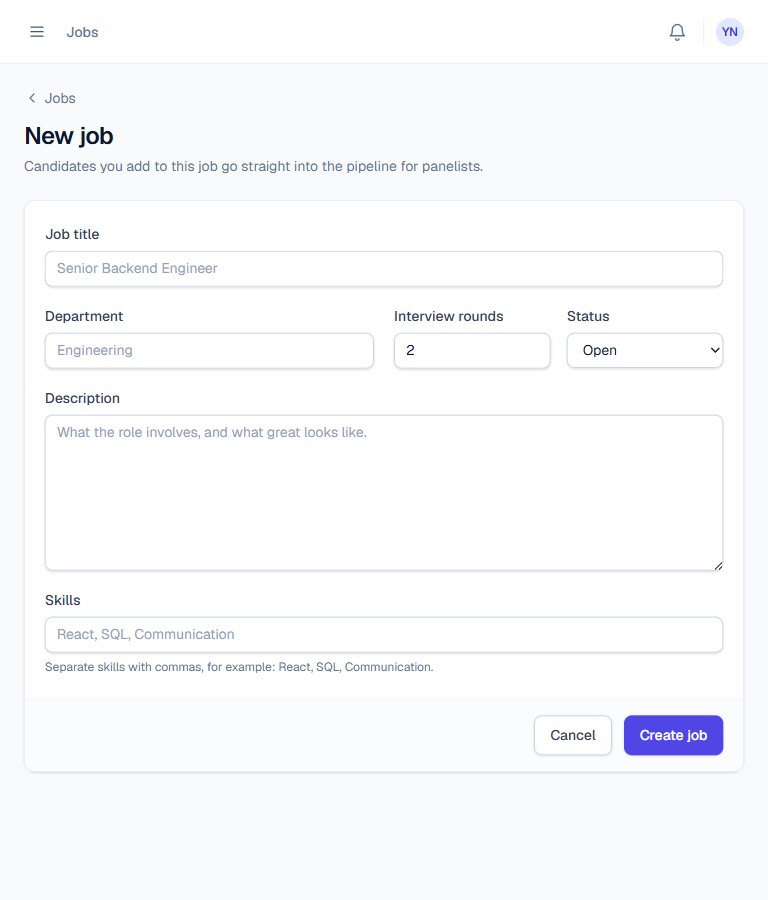 Jobs
YN
Jobs
New job
Candidates you add to this job go straight into the pipeline for panelists.
Job title
Senior Backend Engineer
Department
Interview rounds
Status
Engineering
2
Open
Description
What the role involves, and what great looks like.
Skills
React, SQL, Communication
Separate skills with commas, for example: React, SQL, Communication.
Cancel
Create job